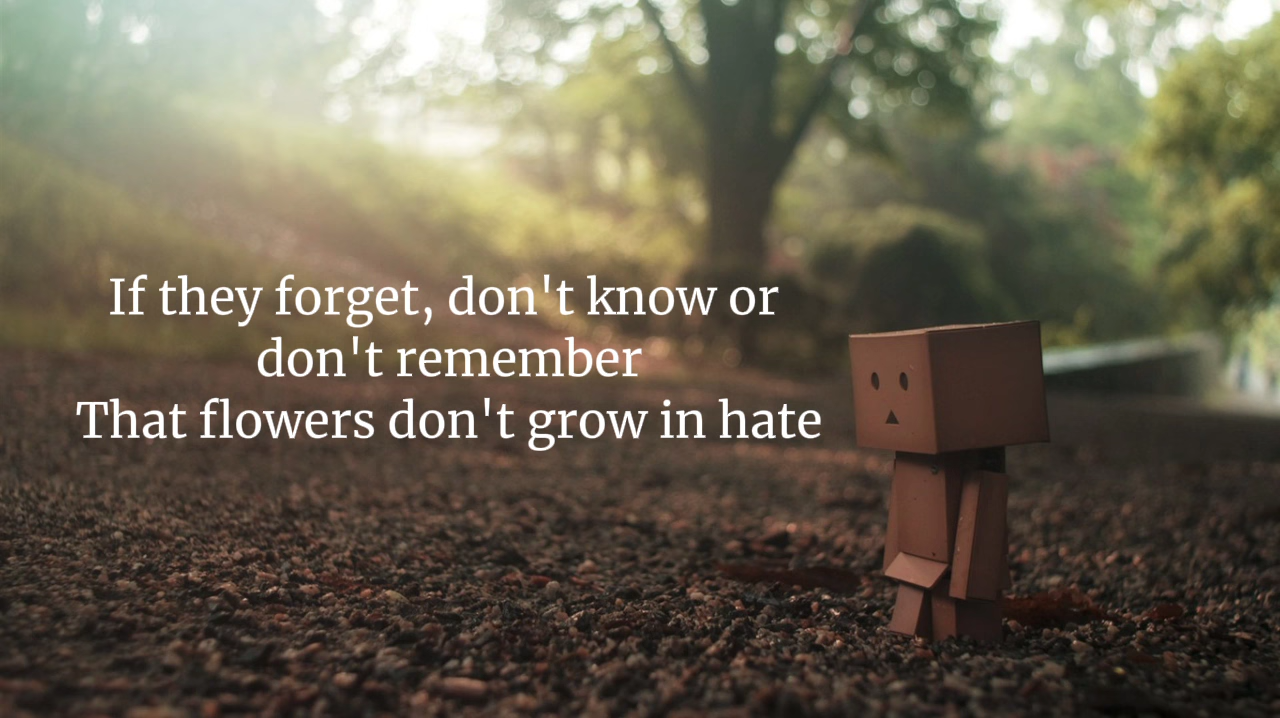 If they forget, don't know or
don't remember
That flowers don't grow in hate